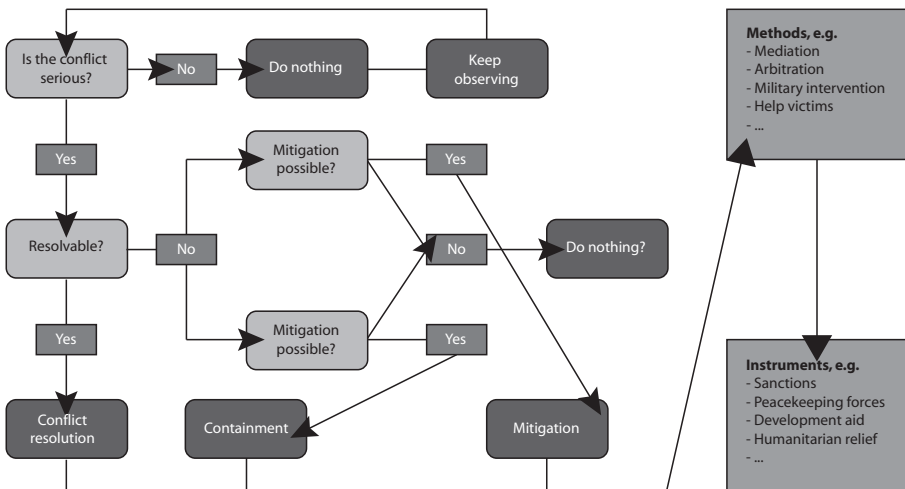 Is the conflict
serious?
No
Do nothing
Keep
observing
Methods, e.g.
- Mediation
- Arbitration
- Military intervention
- Help victims
- ...
Yes
Mitigation
possible?
Yes
Resolvable?
No
No
Do nothing?
Yes
Mitigation
possible?
Yes
Instruments, e.g.
- Sanctions
- Peacekeeping forces
- Development aid
- Humanitarian relief
- ...
Conflict
resolution
Containment
Mitigation